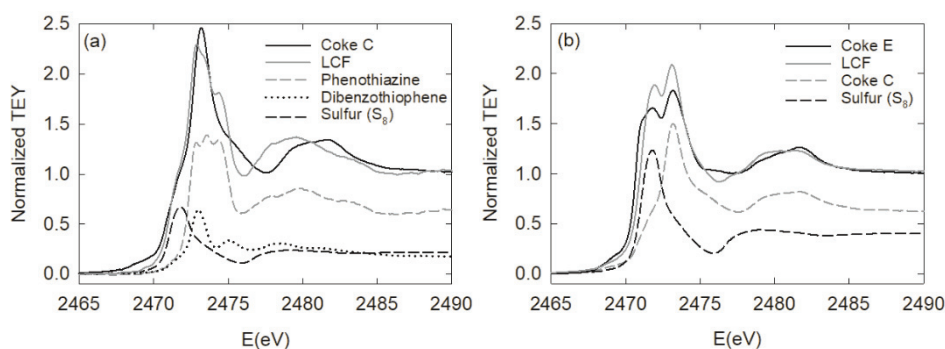 (a)
Coke C
LCF
Phenothiazine
Dibenzothiophene
Sulfur (S8)
Normalized TEY
2.5
2.0
1.5
1.0
0.5
0.0
2465 2470 2475 2480 2485 2490
E(eV)
(b)
Coke E
LCF
Coke C
Sulfur (S8)
Normalized TEY
2.5
2.0
1.5
1.0
0.5
0.0
2465 2470 2475 2480 2485 2490
E(eV)